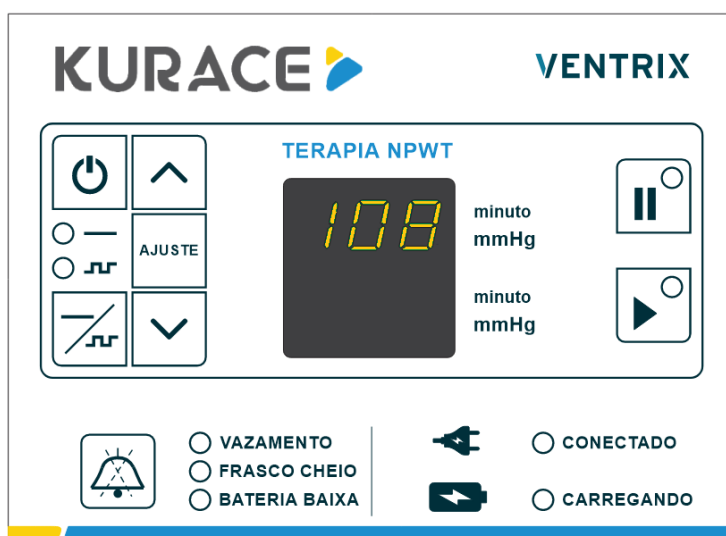 KURACE
VENTRIX
TERAPIA NPWT
108
minuto
mmHg
AJUSTE
minuto
mmHg
VAZAMENTO
FRASCO CHEIO
BATERIA BAIXA
CONECTADO
CARREGANDO